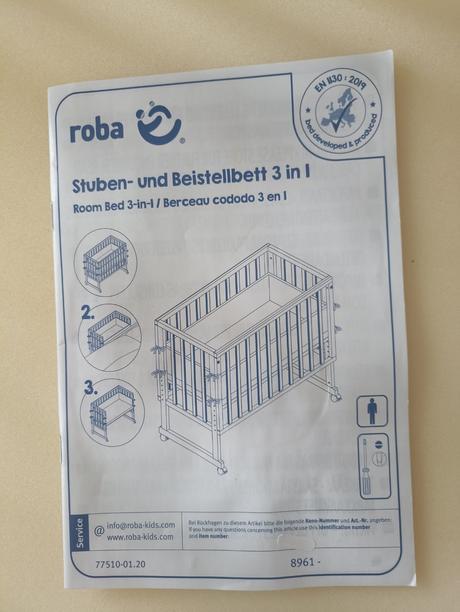 roba
®
EN 1130 : 2019
bed developed & produced
Stuben- und Beistellbett 3 in 1
Room Bed 3-in-1 / Berceau cododo 3 en 1
2.
3.
Service
@ info@roba-kids.com
www.roba-kids.com
Bei Rückfragen zu diesem Artikel bitte die folgende Kenn-Nummer und Art.-Nr. angeben:
If you have any questions concerning this article use this identification number
and item number:
77510-01.20
8961 -